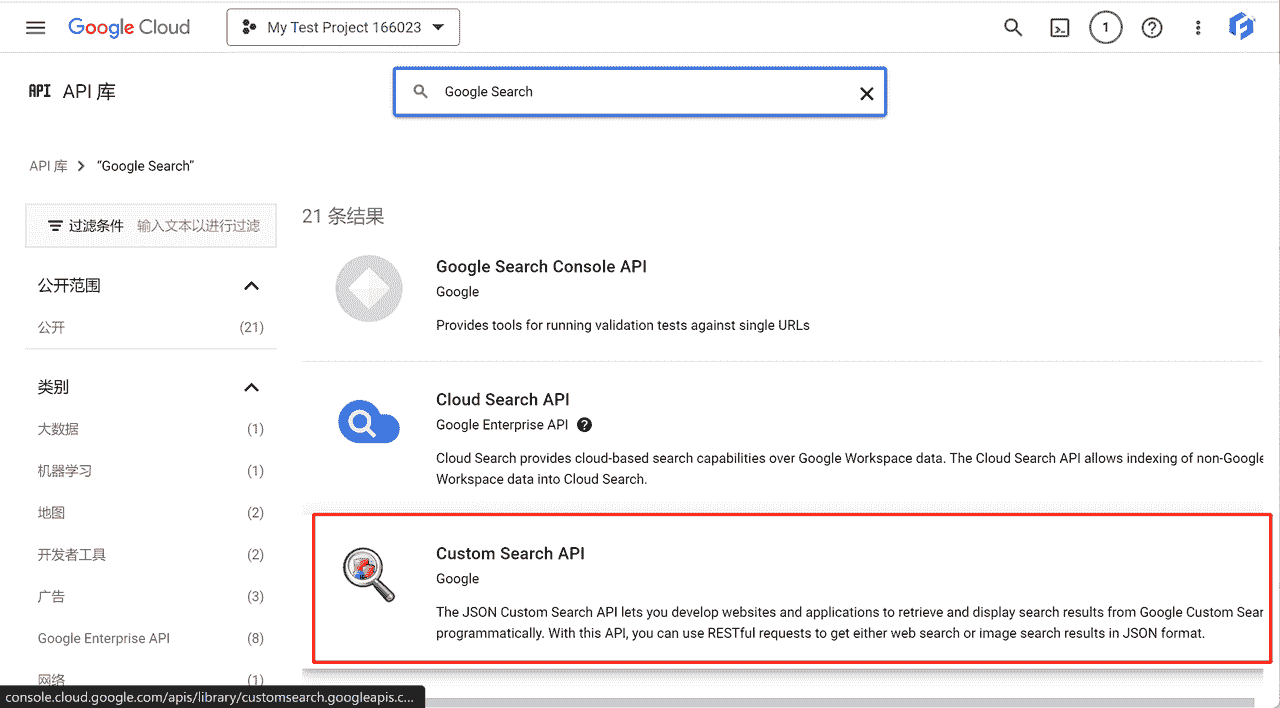 Google Cloud
My Test Project 166023
1
API API 库
Google Search
API 库 > “Google Search”
过滤条件 输入文本以进行过滤
公开范围
公开 (21)
类别
大数据 (1)
机器学习 (1)
地图 (2)
开发者工具 (2)
广告 (3)
Google Enterprise API (8)
网络 (1)
21 条结果
Google Search Console API
Google
Provides tools for running validation tests against single URLs
Cloud Search API
Google Enterprise API
Cloud Search provides cloud-based search capabilities over Google Workspace data. The Cloud Search API allows indexing of non-Google
Workspace data into Cloud Search.
Custom Search API
Google
The JSON Custom Search API lets you develop websites and applications to retrieve and display search results from Google Custom Sear
programmatically. With this API, you can use RESTful requests to get either web search or image search results in JSON format.
console.cloud.google.com/apis/library/customsearch.googleapis.c...